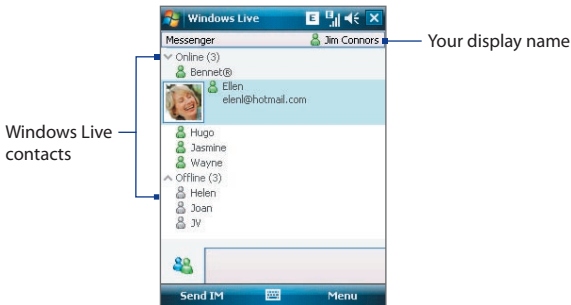 Windows Live
E
E
Messenger
Jim Connors
Your display name
Online (3)
Bennet®
Ellen
elenl@hotmail.com
Windows Live
contacts
Hugo
Jasmine
Wayne
Offline (3)
Helen
Joan
JV
Send IM
Menu